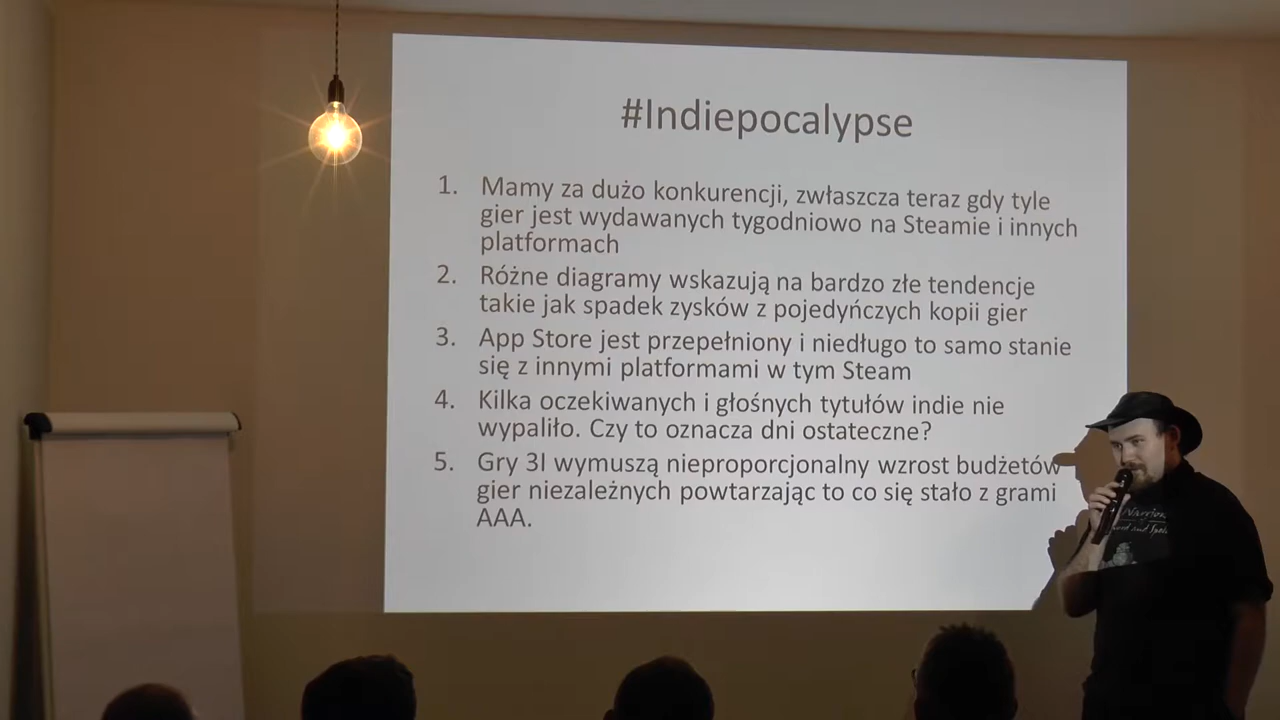 #Indiepocalypse
1. Mamy za dużo konkurencji, zwłaszcza teraz gdy tyle
gier jest wydawanych tygodniowo na Steamie i innych
platformach
2. Różne diagramy wskazują na bardzo złe tendencje
takie jak spadek zysków z pojedyńczych kopii gier
3. App Store jest przepełniony i niedługo to samo stanie
się z innymi platformami w tym Steam
4. Kilka oczekiwanych i głośnych tytułów indie nie
wypaliło. Czy to oznacza dni ostateczne?
5. Gry 3I wymuszą nieproporcjonalny wzrost budżetów
gier niezależnych powtarzając to co się stało z grami
AAA.